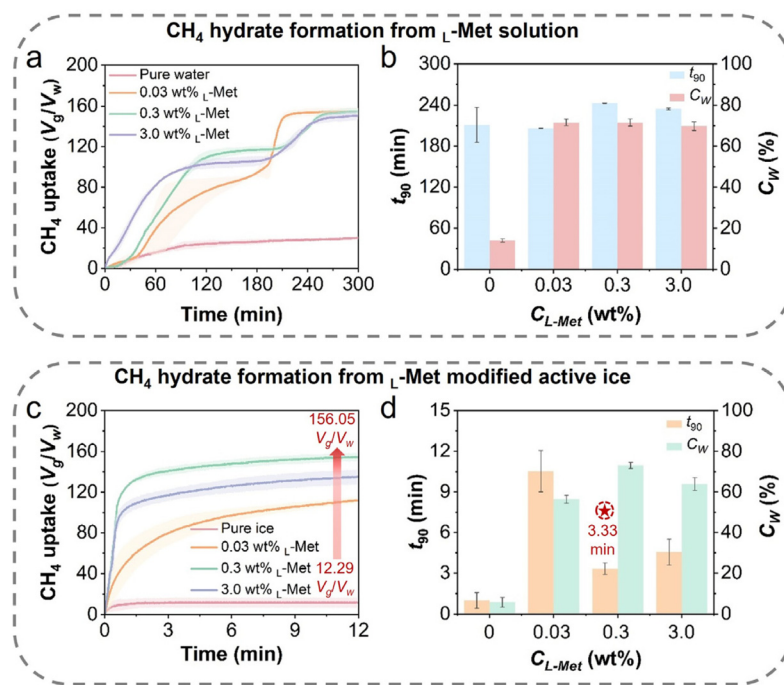 CH4 hydrate formation from L-Met solution
a
CH4 uptake (Vg/Vw)
200
160
120
80
40
0
Pure water
0.03 wt% L-Met
0.3 wt% L-Met
3.0 wt% L-Met
0 60 120 180 240 300
Time (min)
b
t90 (min)
300
240
180
120
60
0
t90
CW
100
80
60
40
20
0
CW (%)
0 0.03 0.3 3.0
CL-Met (wt%)
CH4 hydrate formation from L-Met modified active ice
c
CH4 uptake (Vg/Vw)
200
160
120
80
40
0
156.05
Vg/Vw
Pure ice
0.03 wt% L-Met
0.3 wt% L-Met
3.0 wt% L-Met
12.29
Vg/Vw
0 3 6 9 12
Time (min)
d
t90 (min)
15
12
9
6
3
0
t90
CW
3.33
min
100
80
60
40
20
0
CW (%)
0 0.03 0.3 3.0
CL-Met (wt%)